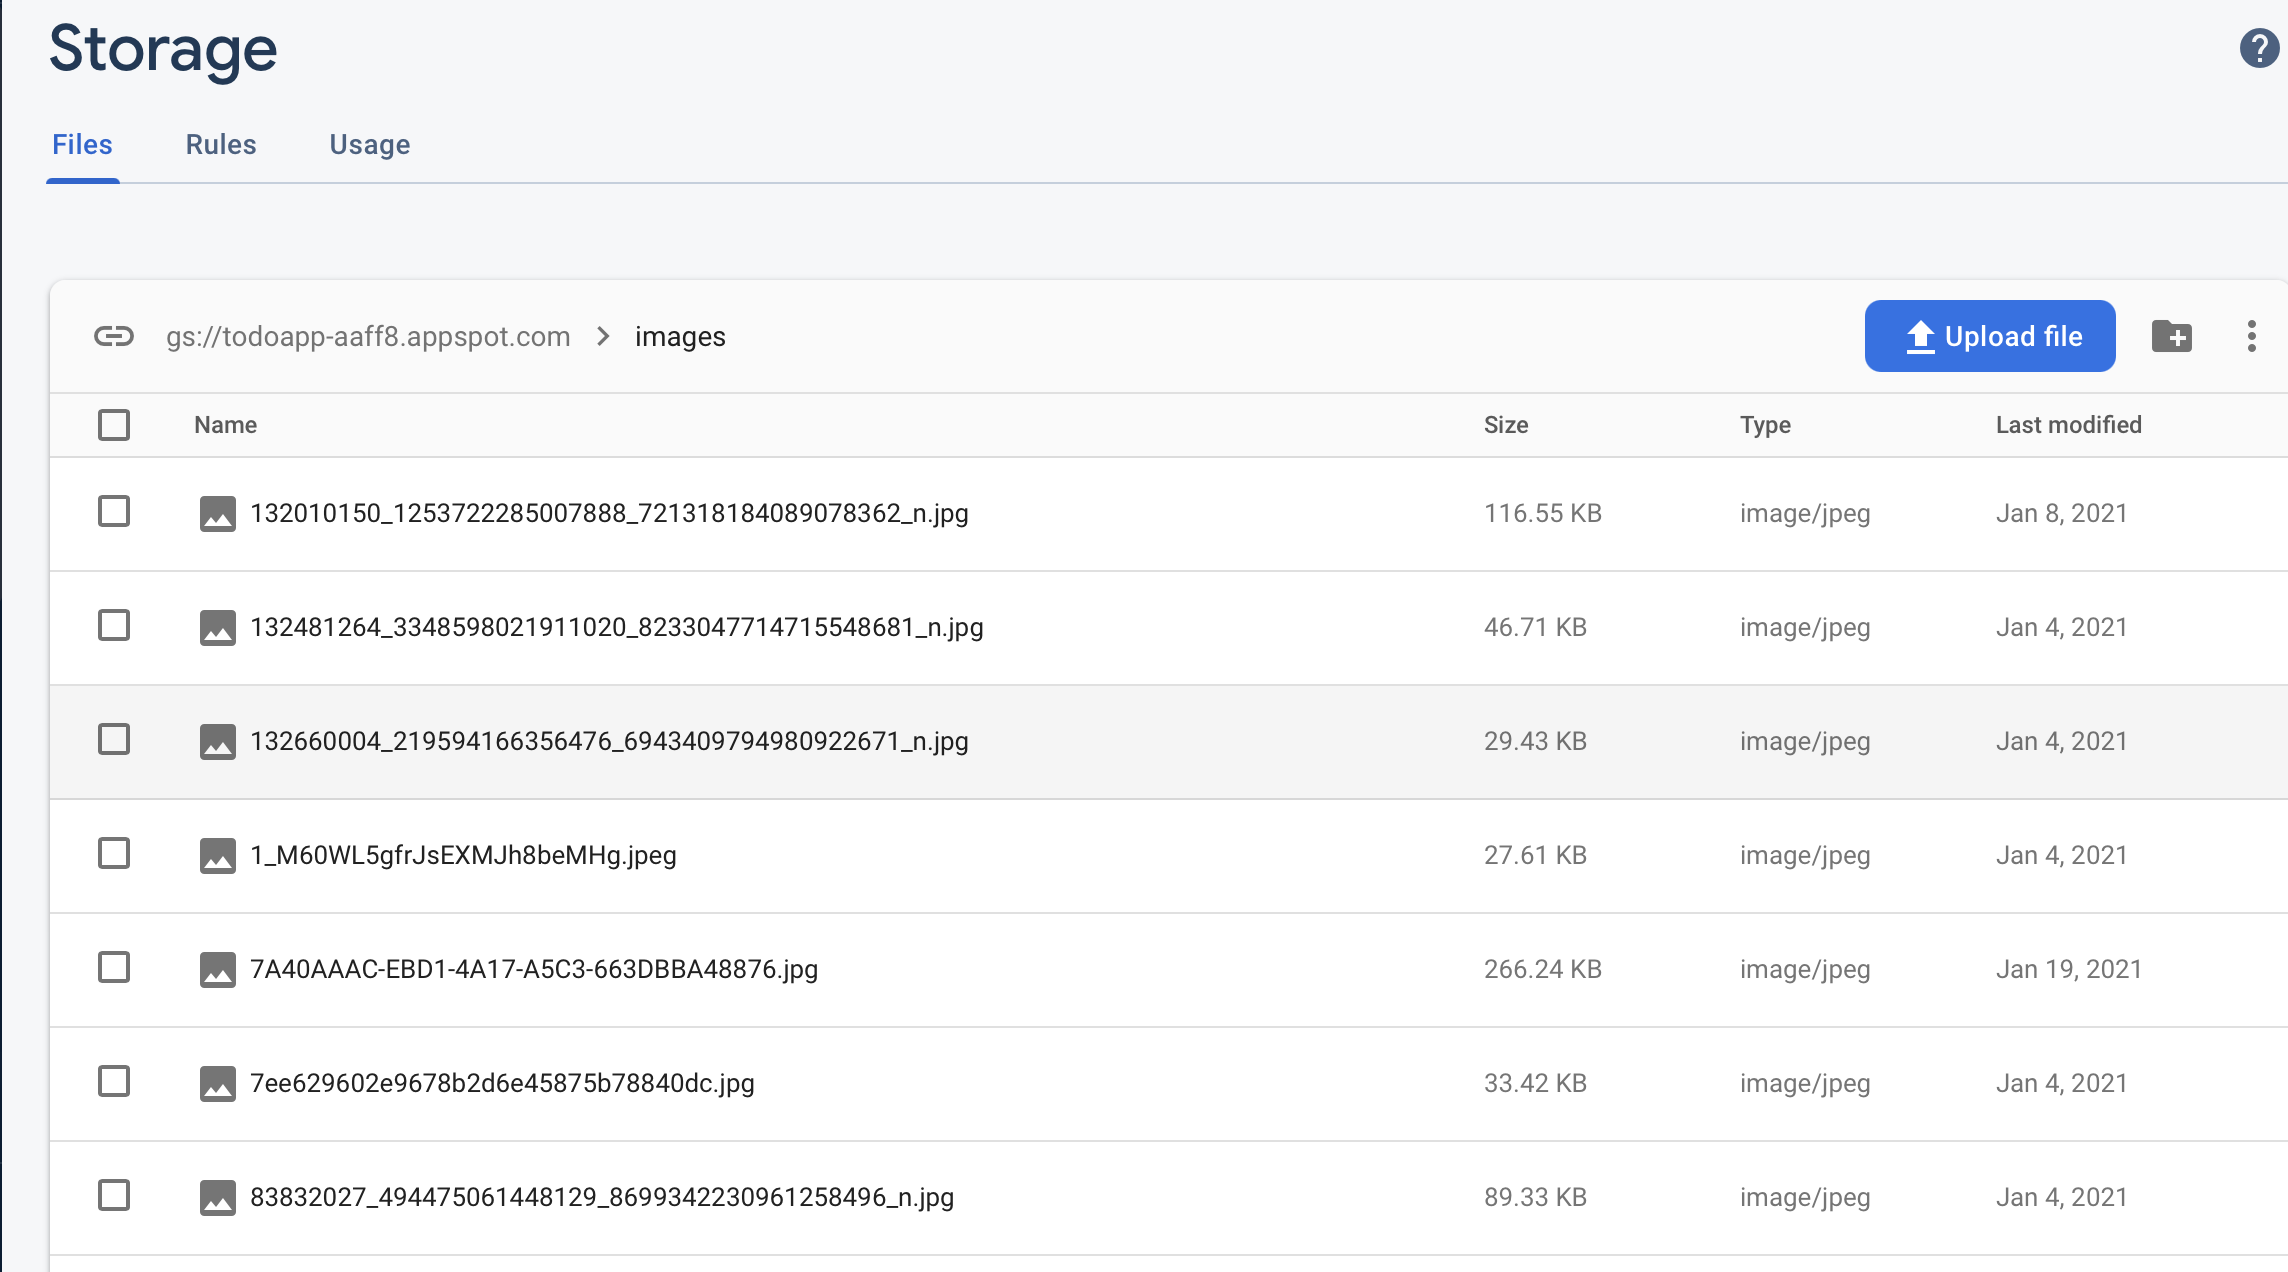 Storage
?
Files Rules Usage
gs://todoapp-aaff8.appspot.com > images Upload file
Name Size Type Last modified
132010150_1253722285007888_721318184089078362_n.jpg 116.55 KB image/jpeg Jan 8, 2021
132481264_3348598021911020_8233047714715548681_n.jpg 46.71 KB image/jpeg Jan 4, 2021
132660004_219594166356476_6943409794980922671_n.jpg 29.43 KB image/jpeg Jan 4, 2021
1_M60WL5gfrJsEXMJh8beMHg.jpeg 27.61 KB image/jpeg Jan 4, 2021
7A40AAAC-EBD1-4A17-A5C3-663DBBA48876.jpg 266.24 KB image/jpeg Jan 19, 2021
7ee629602e9678b2d6e45875b78840dc.jpg 33.42 KB image/jpeg Jan 4, 2021
83832027_494475061448129_8699342230961258496_n.jpg 89.33 KB image/jpeg Jan 4, 2021